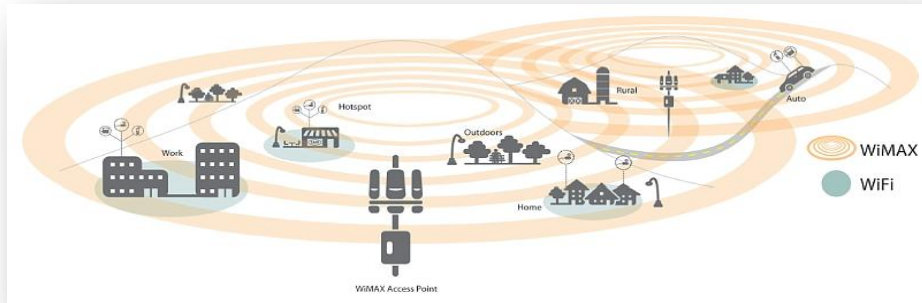 Hotspot
Rural
Auto
Work
Outdoors
WiMAX
WiFi
Home
WiMAX Access Point